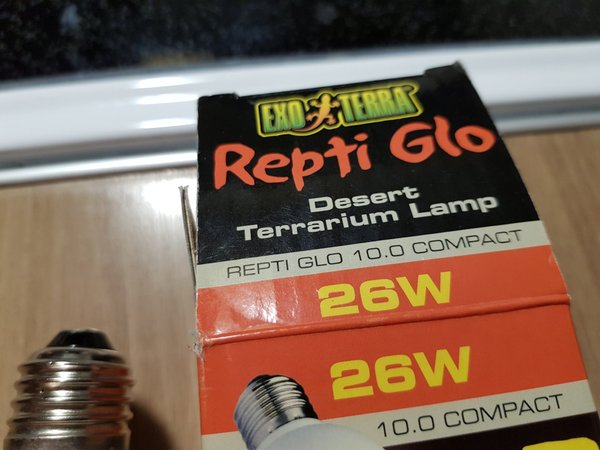 EXO TERRA
Repti Glo
Desert
Terrarium Lamp
REPTI GLO 10.0 COMPACT
26W
26W
10.0 COMPACT